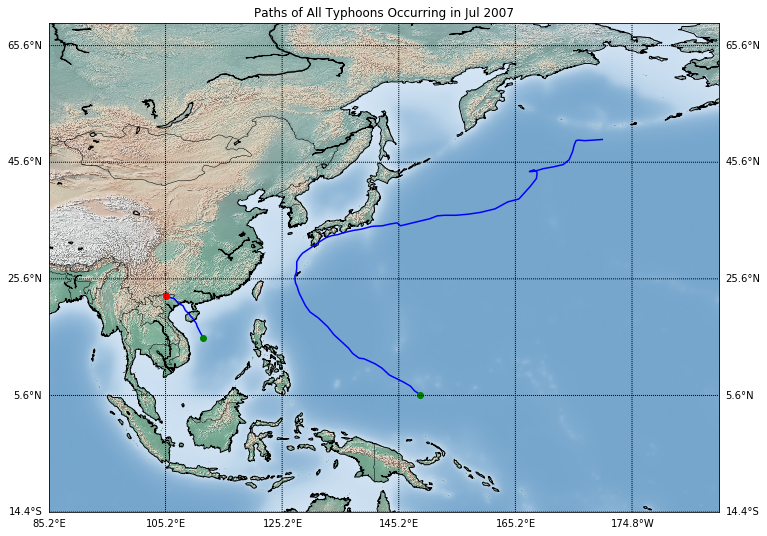 Paths of All Typhoons Occurring in Jul 2007
65.6°N 65.6°N
45.6°N 45.6°N
25.6°N 25.6°N
5.6°N 5.6°N
14.4°S 14.4°S
85.2°E 105.2°E 125.2°E 145.2°E 165.2°E 174.8°W